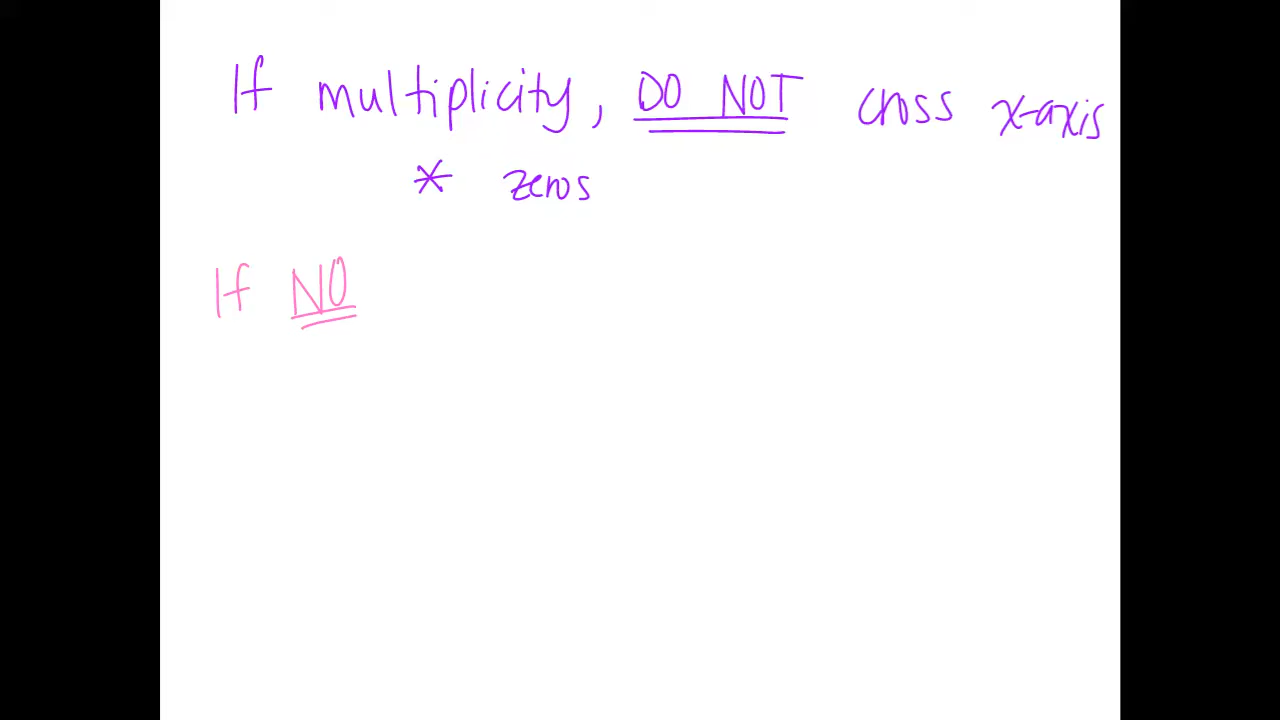 If multiplicity, DO NOT cross x-axis
* zeros
If NO